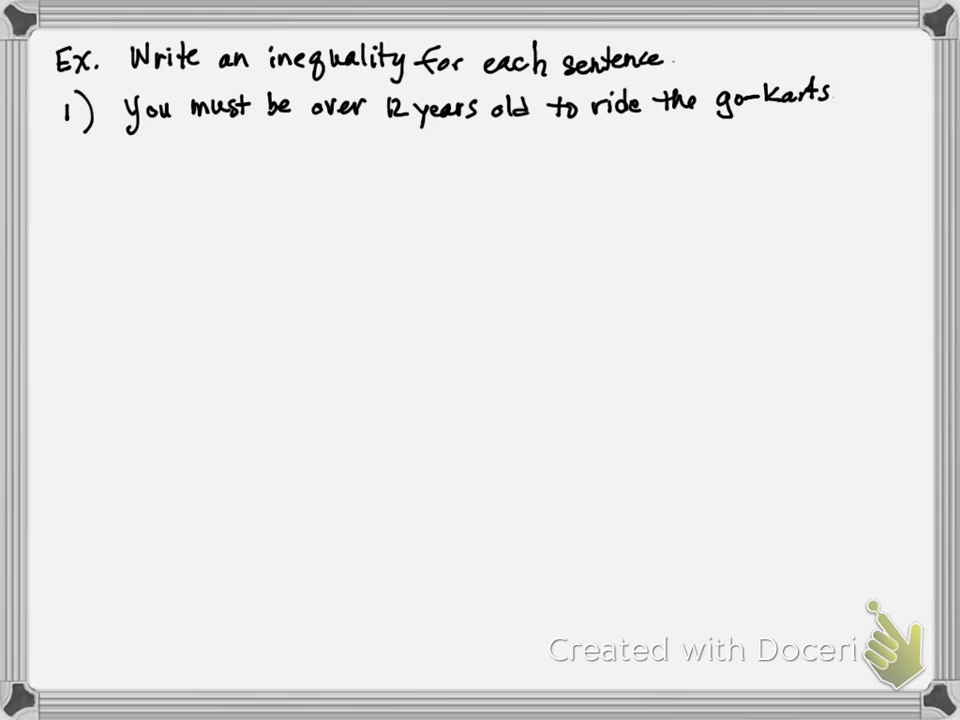 Ex. Write an inequality for each sentence.
1) You must be over 12 years old to ride the go-karts.
Created with Doceri